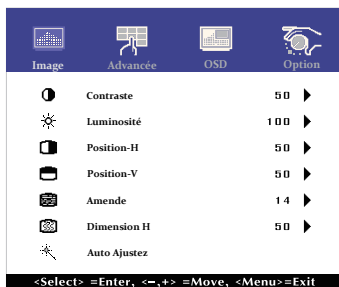 Image Advancée OSD Option
Contraste 50
Luminosité 100
Position-H 50
Position-V 50
Amende 14
Dimension H 50
Auto Ajustez
<Select> =Enter, <−,+> =Move, <Menu>=Exit